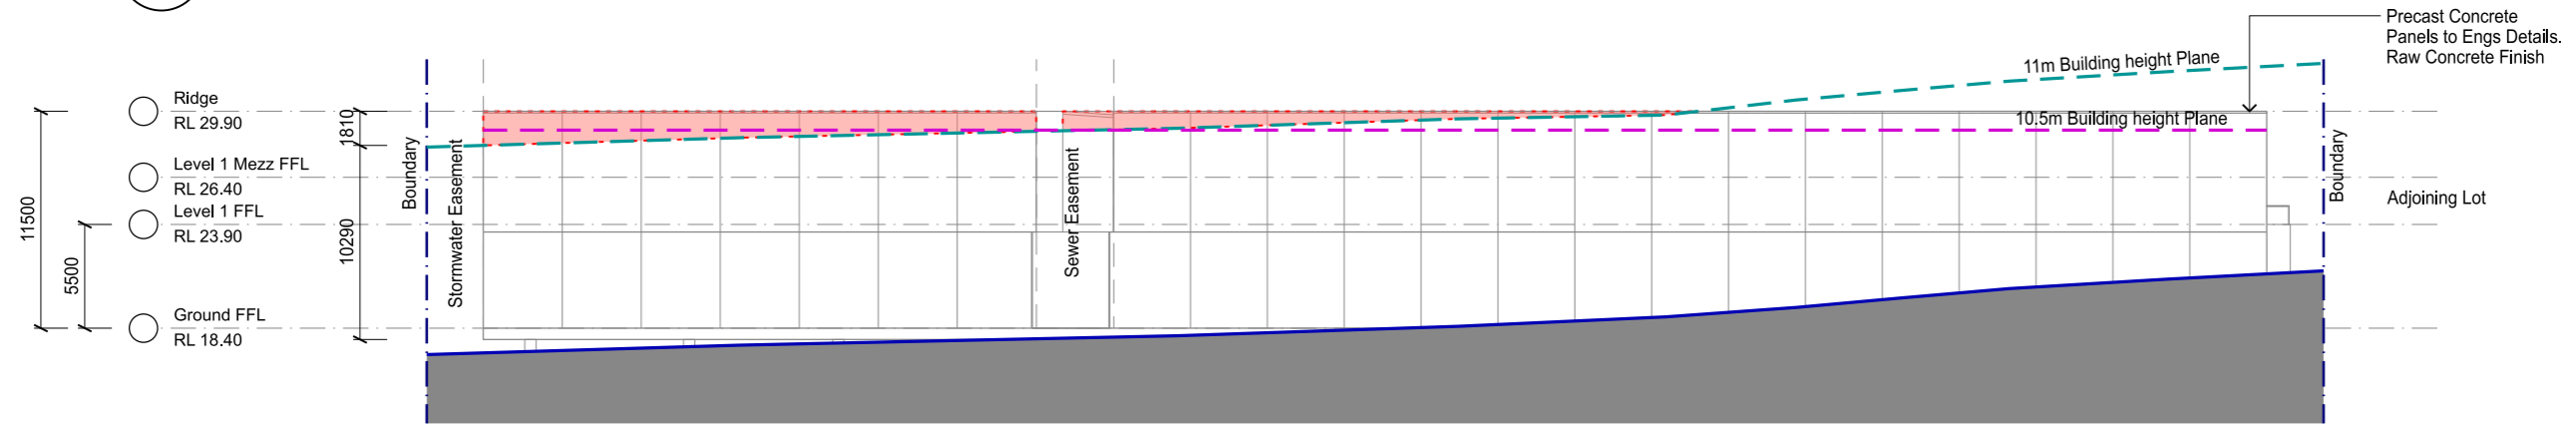 Precast Concrete
Panels to Engs Details.
Raw Concrete Finish
11m Building height Plane
10.5m Building height Plane
Ridge
RL 29.90
Level 1 Mezz FFL
RL 26.40
Level 1 FFL
RL 23.90
Ground FFL
RL 18.40
11500
5500
1810
10290
Boundary
Stormwater Easement
Sewer Easement
Boundary
Adjoining Lot